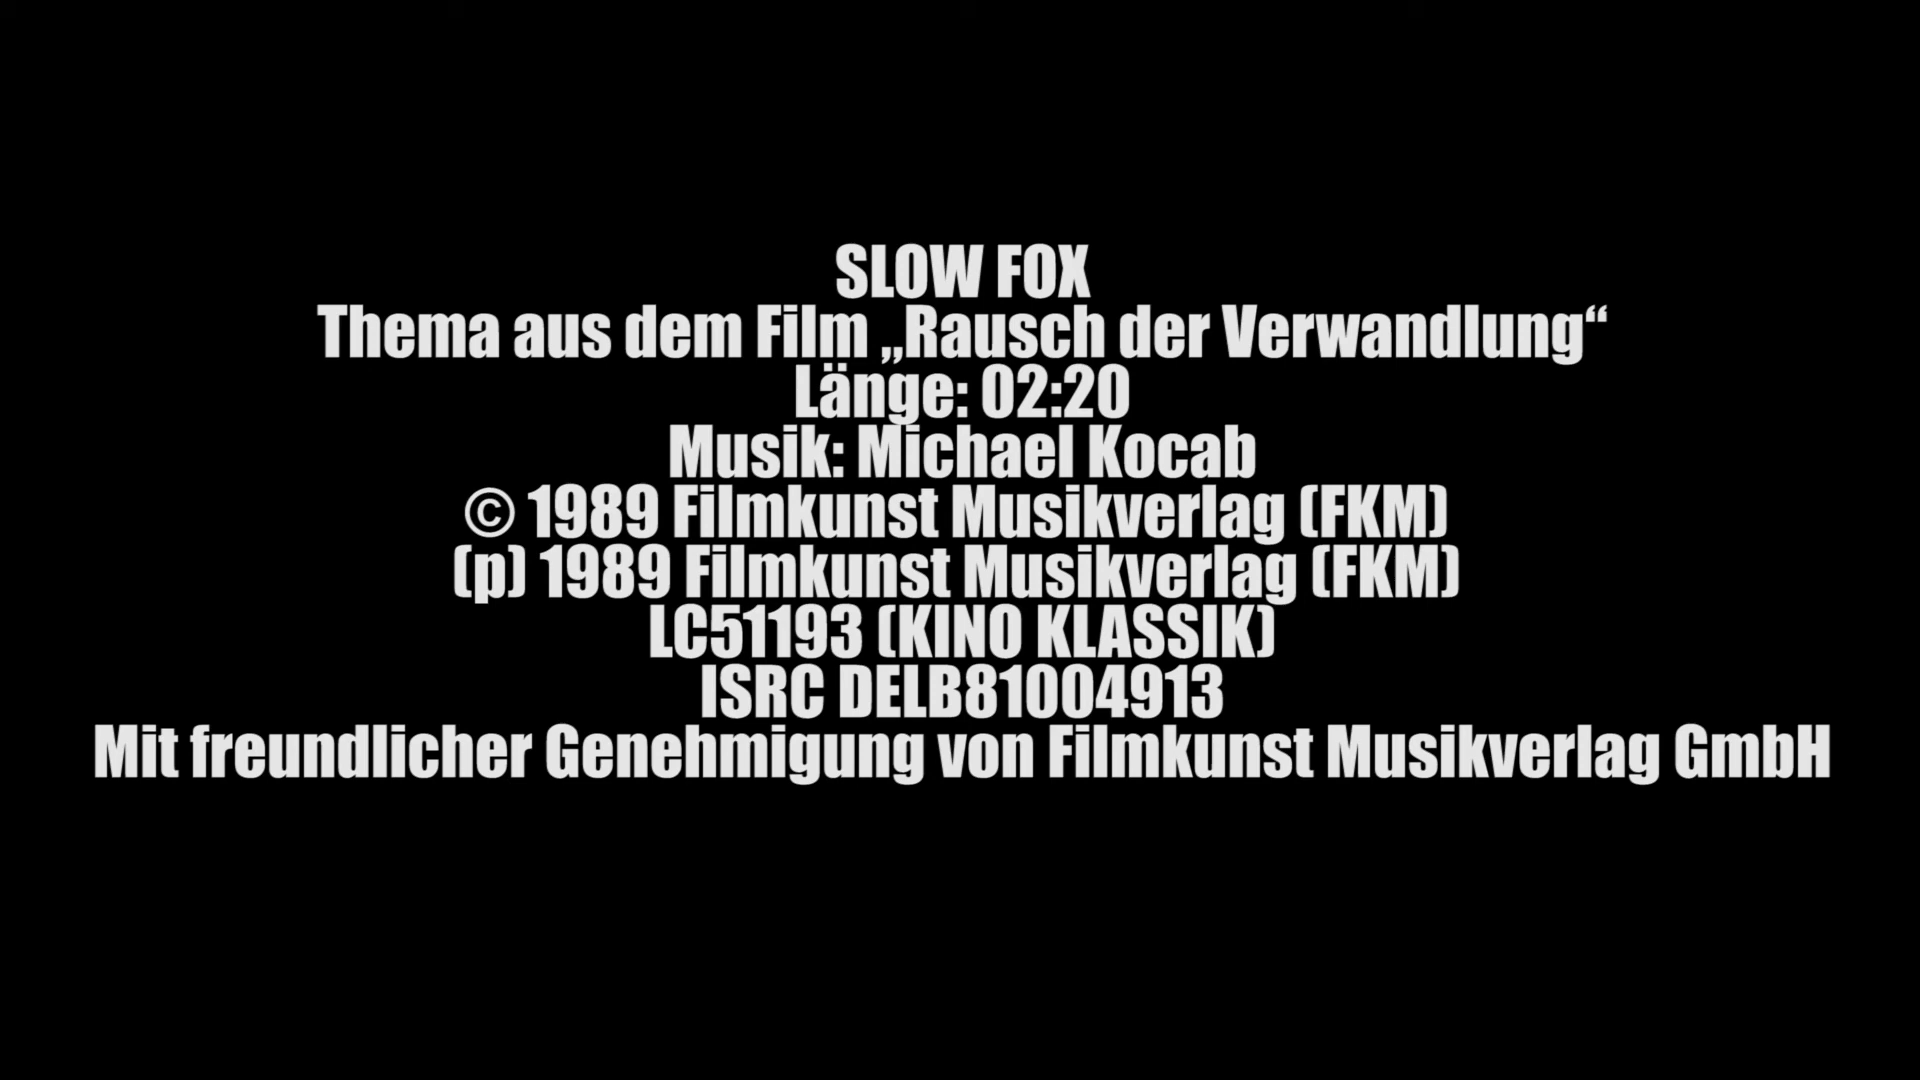 SLOW FOX
Thema aus dem Film „Rausch der Verwandlung“
Länge: 02:20
Musik: Michael Kocab
© 1989 Filmkunst Musikverlag (FKM)
(p) 1989 Filmkunst Musikverlag (FKM)
LC51193 (KINO KLASSIK)
ISRC DELB81004913
Mit freundlicher Genehmigung von Filmkunst Musikverlag GmbH